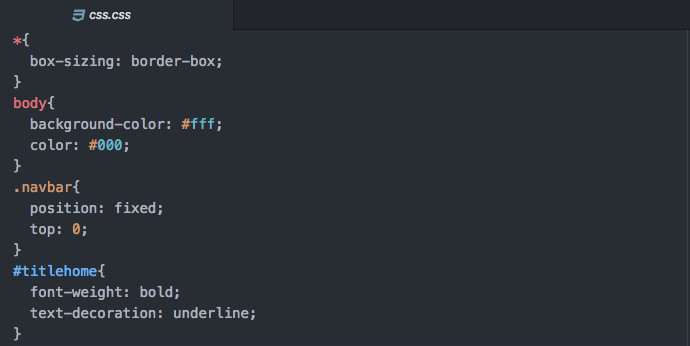 css.css
*{
  box-sizing: border-box;
}
body{
  background-color: #fff;
  color: #000;
}
.navbar{
  position: fixed;
  top: 0;
}
#titlehome{
  font-weight: bold;
  text-decoration: underline;
}